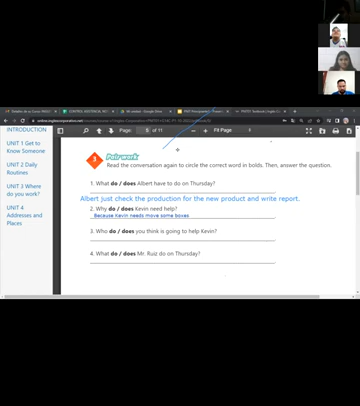 online.inglescorporativo.net
Page: 8 of 11
Fit Page
INTRODUCTION
UNIT 1 Get to
Know Someone
UNIT 2 Daily
Routines
UNIT 3 Where
do you work?
UNIT 4
Addresses and
Places
3 Pairwork
Read the conversation again to circle the correct word in bolds. Then, answer the question.
1. What do / does Albert have to do on Thursday?
Albert just check the production for the new product and write report.
2. Why do / does Kevin need help?
Because Kevin needs move some boxes
3. Who do / does you think is going to help Kevin?
4. What do / does Mr. Ruiz do on Thursday?